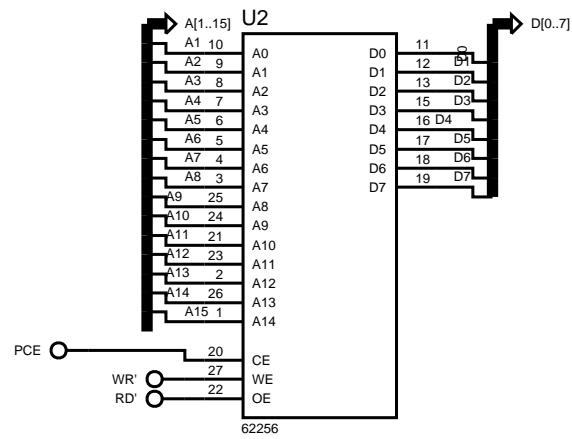 A[1..15] U2 D[0..7]
A1 10 A0 D0 11 D0
A2 9 A1 D1 12 D1
A3 8 A2 D2 13 D2
A4 7 A3 D3 15 D3
A5 6 A4 D4 16 D4
A6 5 A5 D5 17 D5
A7 4 A6 D6 18 D6
A8 3 A7 D7 19 D7
A9 25 A8
A10 24 A9
A11 21 A10
A12 23 A11
A13 2 A12
A14 26 A13
A15 1 A14
PCE 20 CE
WR' 27 WE
RD' 22 OE
62256